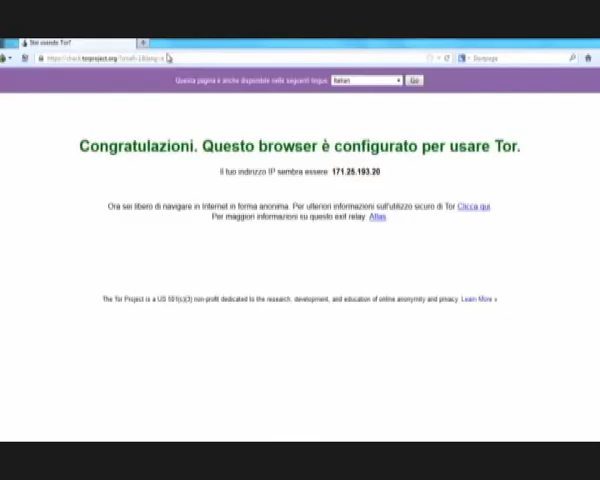 Stai usando Tor?
https://check.torproject.org/?
Startpage
Questa pagina è anche disponibile nelle seguenti lingue:
Italian
Go
Congratulazioni. Questo browser è configurato per usare Tor.
Il tuo indirizzo IP sembra essere 171.25.193.20
Ora sei libero di navigare in Internet in forma anonima. Per ulteriori informazioni sull'utilizzo sicuro di Tor Clicca qui.
Per maggiori informazioni su questo exit relay: Atlas.
The Tor Project is a US 501(c)(3) non-profit dedicated to the research, development, and education of online anonymity and privacy. Learn More »